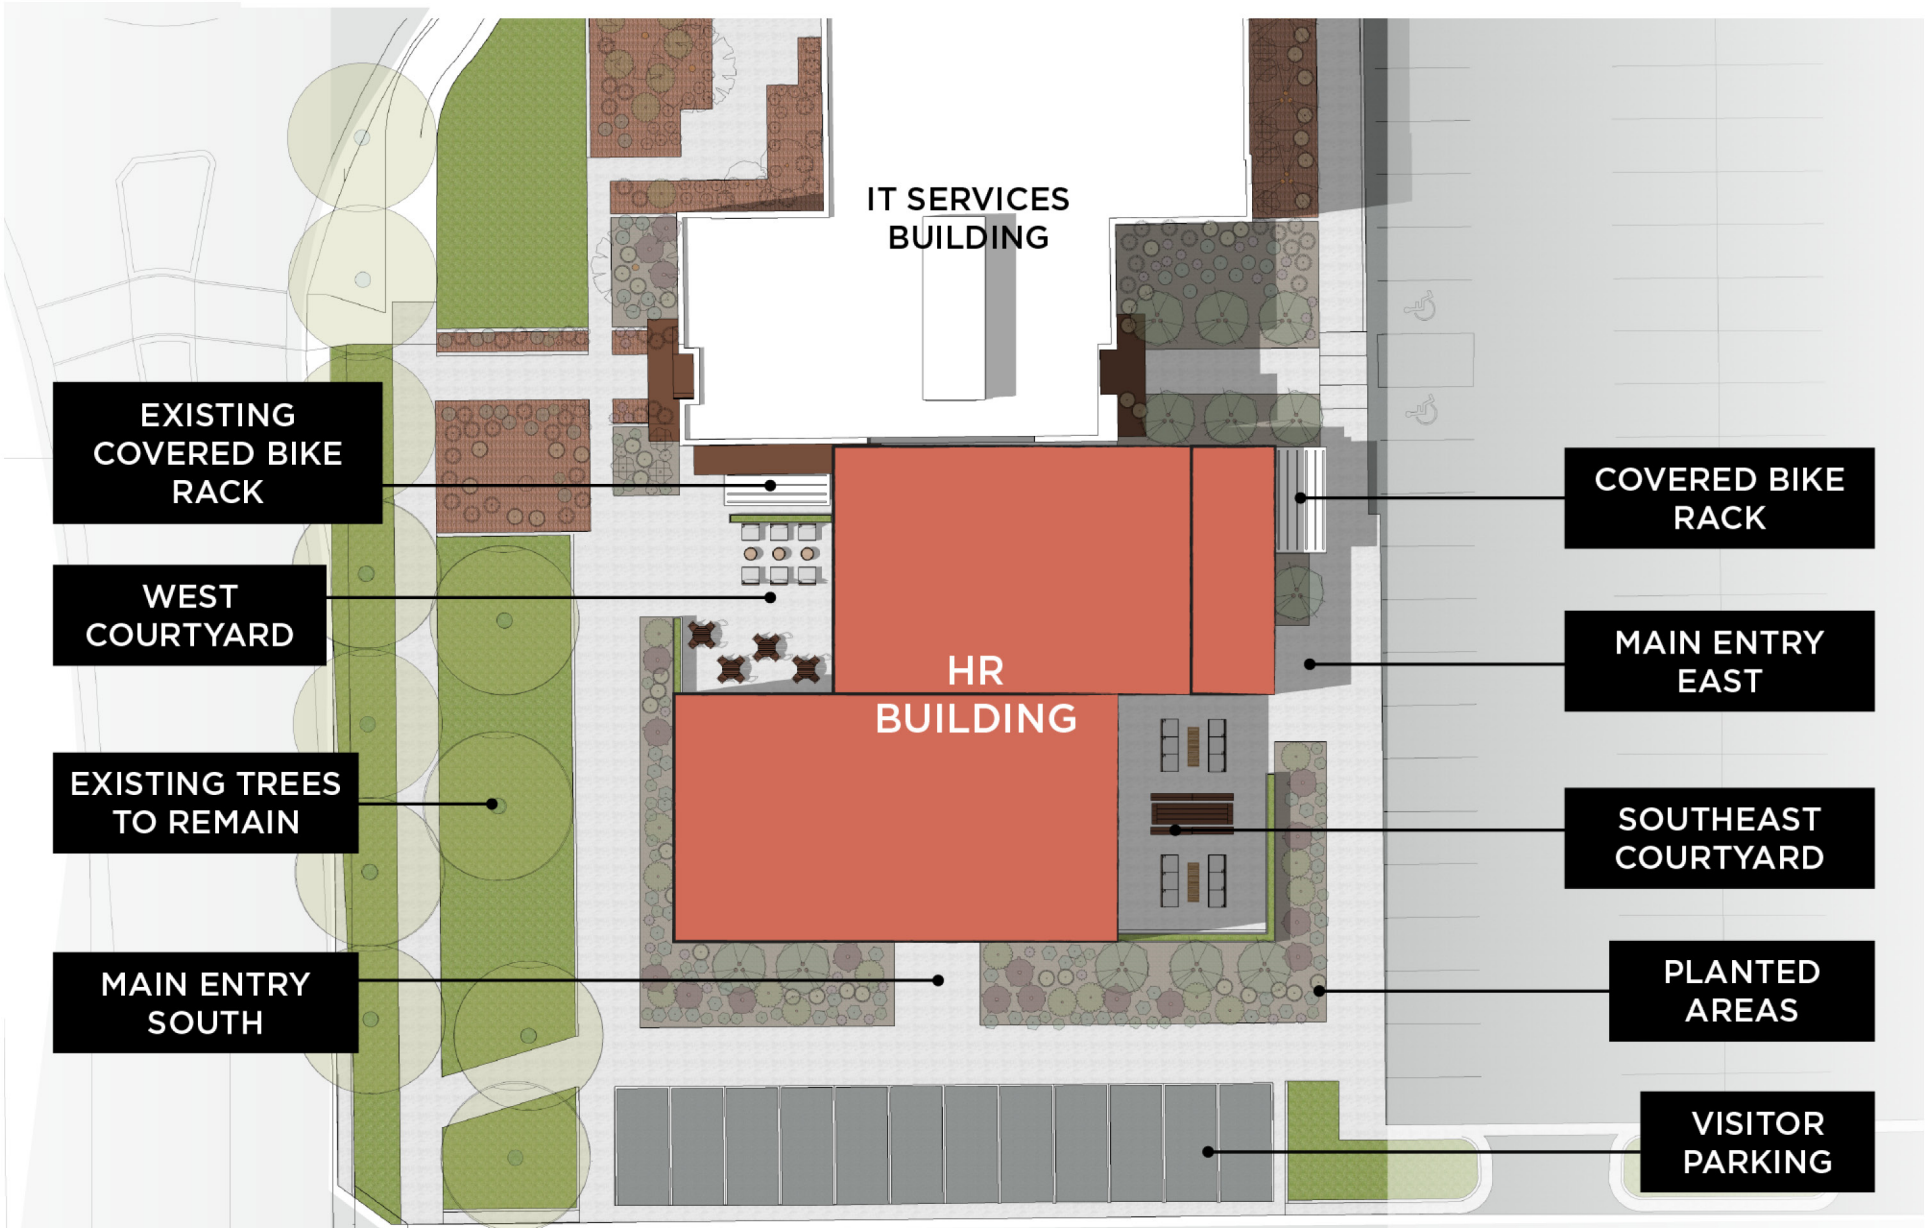 IT SERVICES
BUILDING
EXISTING
COVERED BIKE
RACK
WEST
COURTYARD
EXISTING TREES
TO REMAIN
MAIN ENTRY
SOUTH
HR
BUILDING
COVERED BIKE
RACK
MAIN ENTRY
EAST
SOUTHEAST
COURTYARD
PLANTED
AREAS
VISITOR
PARKING